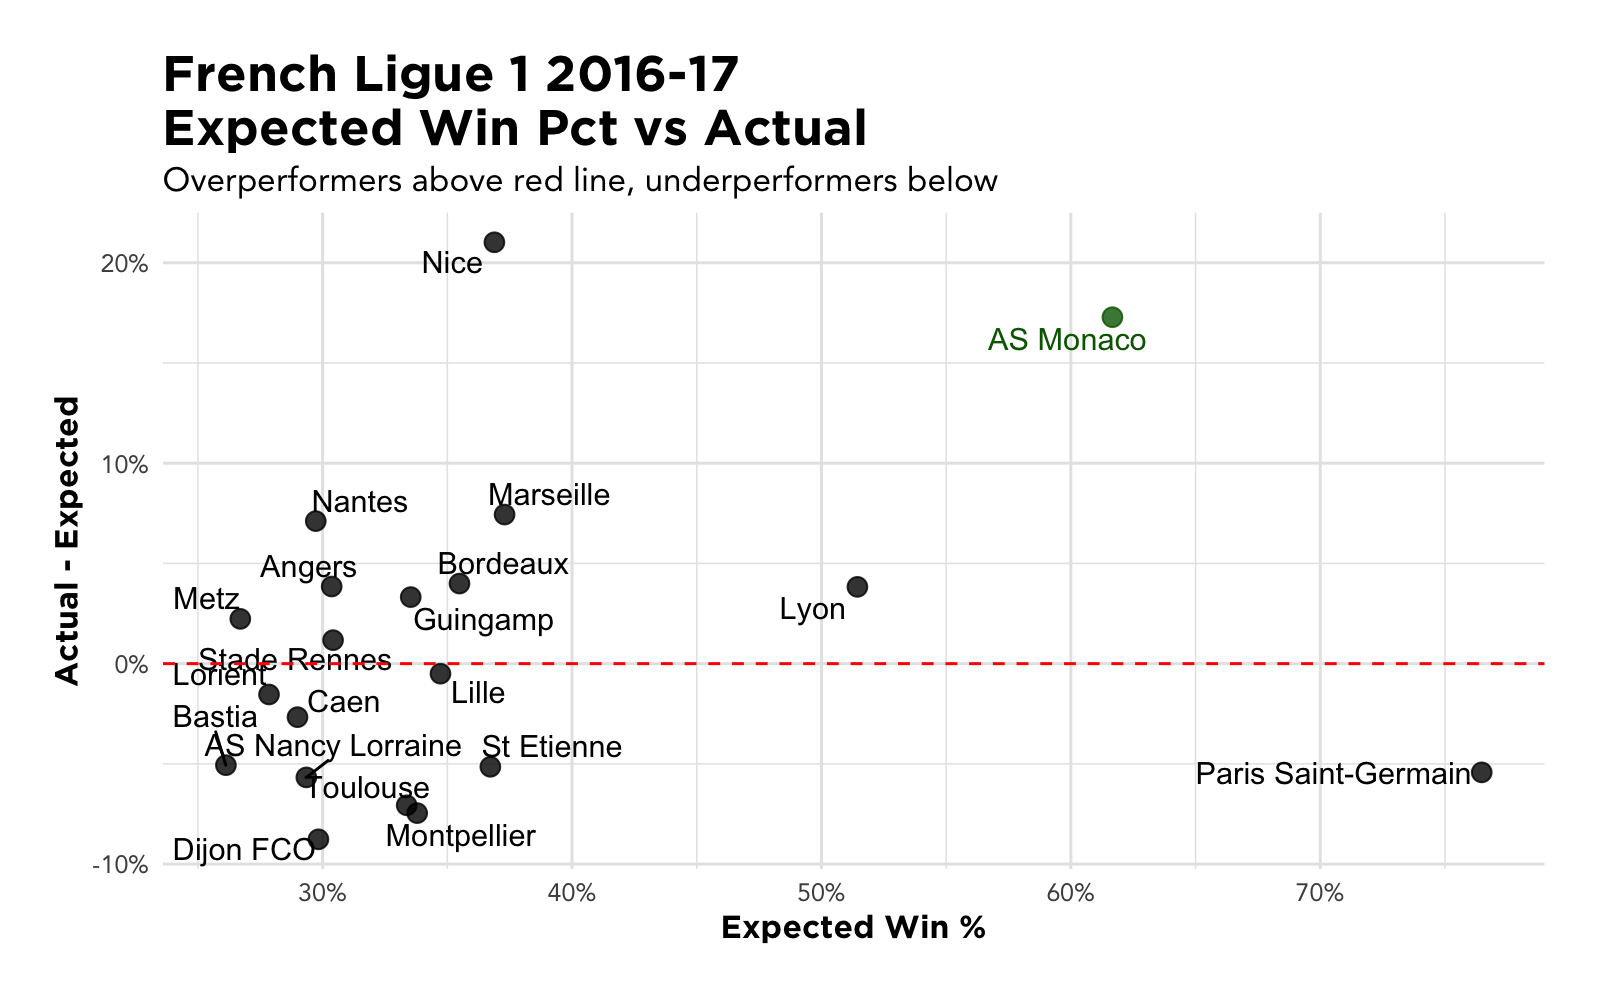 French Ligue 1 2016-17
Expected Win Pct vs Actual
Overperformers above red line, underperformers below
Actual - Expected
20%
10%
0%
-10%
Nice
AS Monaco
Marseille
Nantes
Bordeaux
Angers
Metz
Lyon
Guingamp
Stade Rennes
Lorient
Lille
Caen
Bastia
AS Nancy Lorraine
St Etienne
Paris Saint-Germain
Toulouse
Montpellier
Dijon FCO
30%
40%
50%
60%
70%
Expected Win %